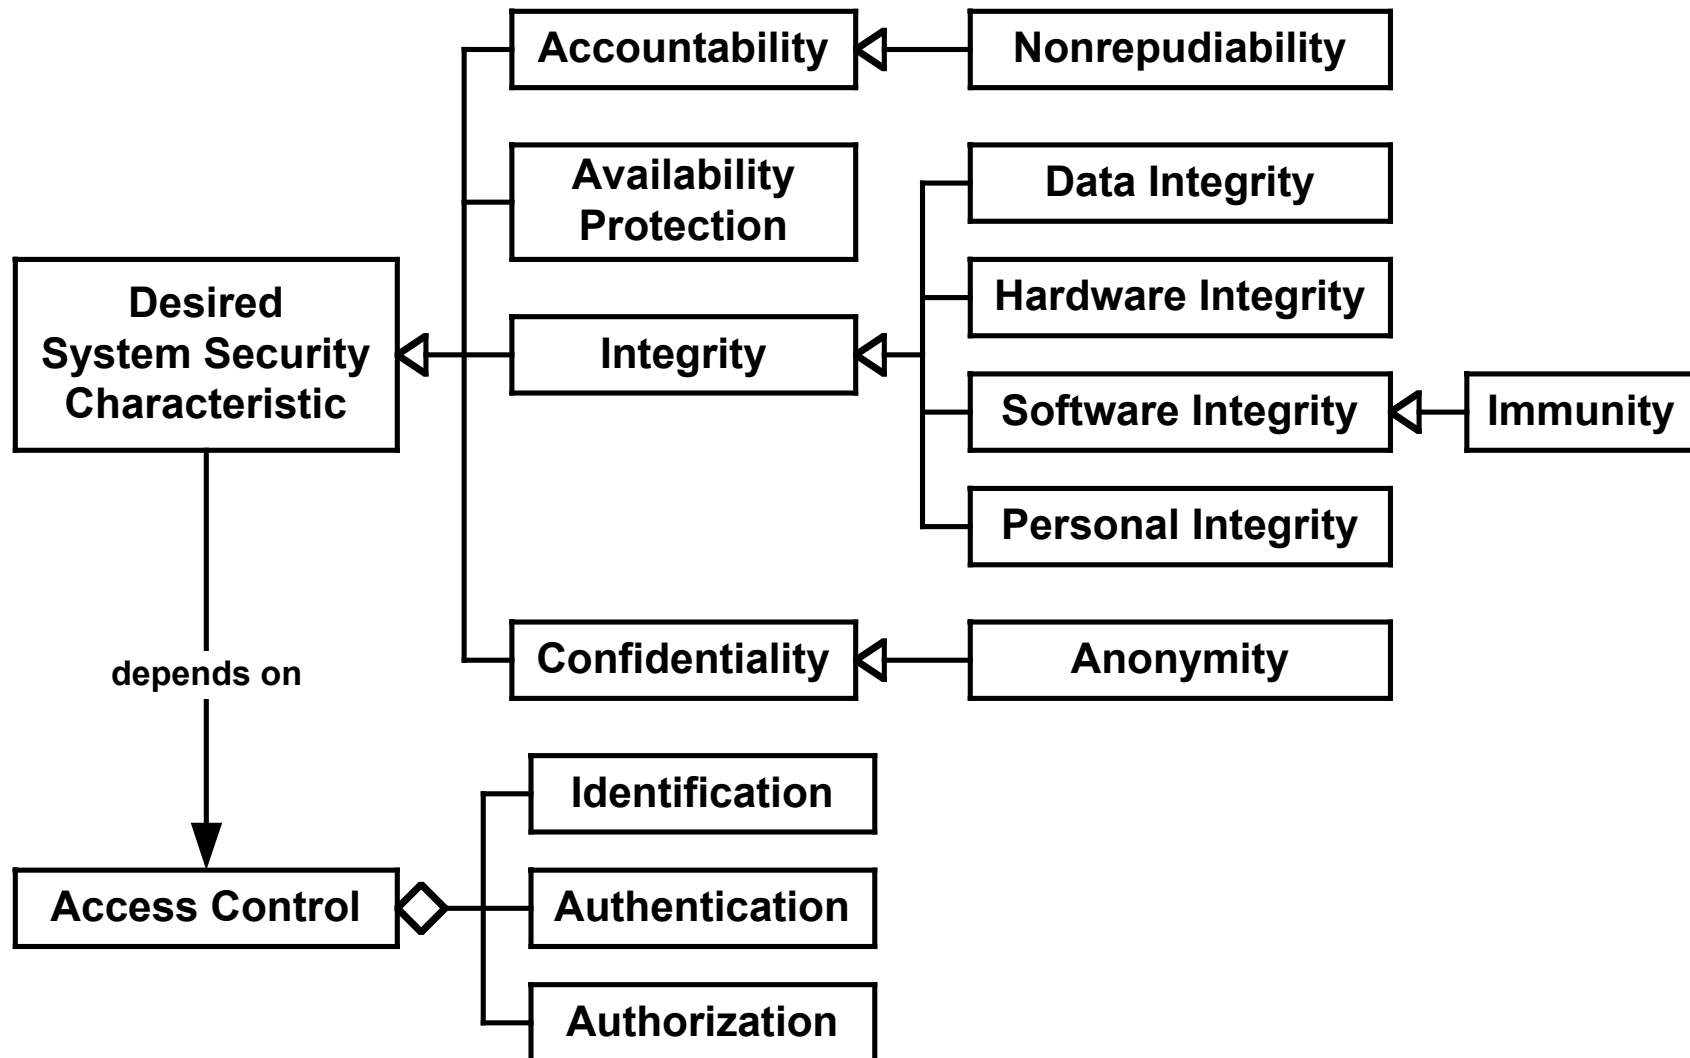 Accountability
Nonrepudiability
Availability
Protection
Data Integrity
Desired
System Security
Characteristic
Hardware Integrity
Integrity
Software Integrity
Immunity
Personal Integrity
Confidentiality
Anonymity
depends on
Identification
Access Control
Authentication
Authorization